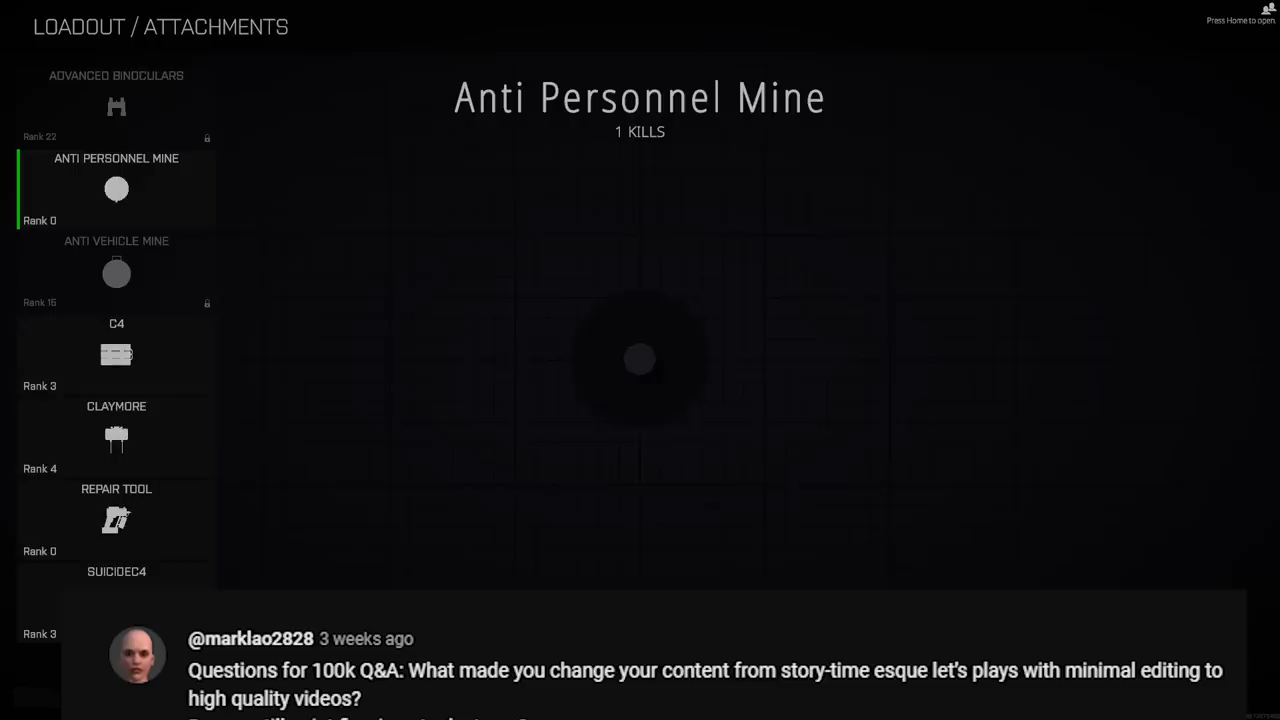 LOADOUT / ATTACHMENTS
Press Home to open.
ADVANCED BINOCULARS
Rank 22
Anti Personnel Mine
1 KILLS
ANTI PERSONNEL MINE
Rank 0
ANTI VEHICLE MINE
Rank 15
C4
Rank 3
CLAYMORE
Rank 4
REPAIR TOOL
Rank 0
SUICIDEC4
Rank 3
@marklao2828 3 weeks ago
Questions for 100k Q&A: What made you change your content from story-time esque let's plays with minimal editing to
high quality videos?